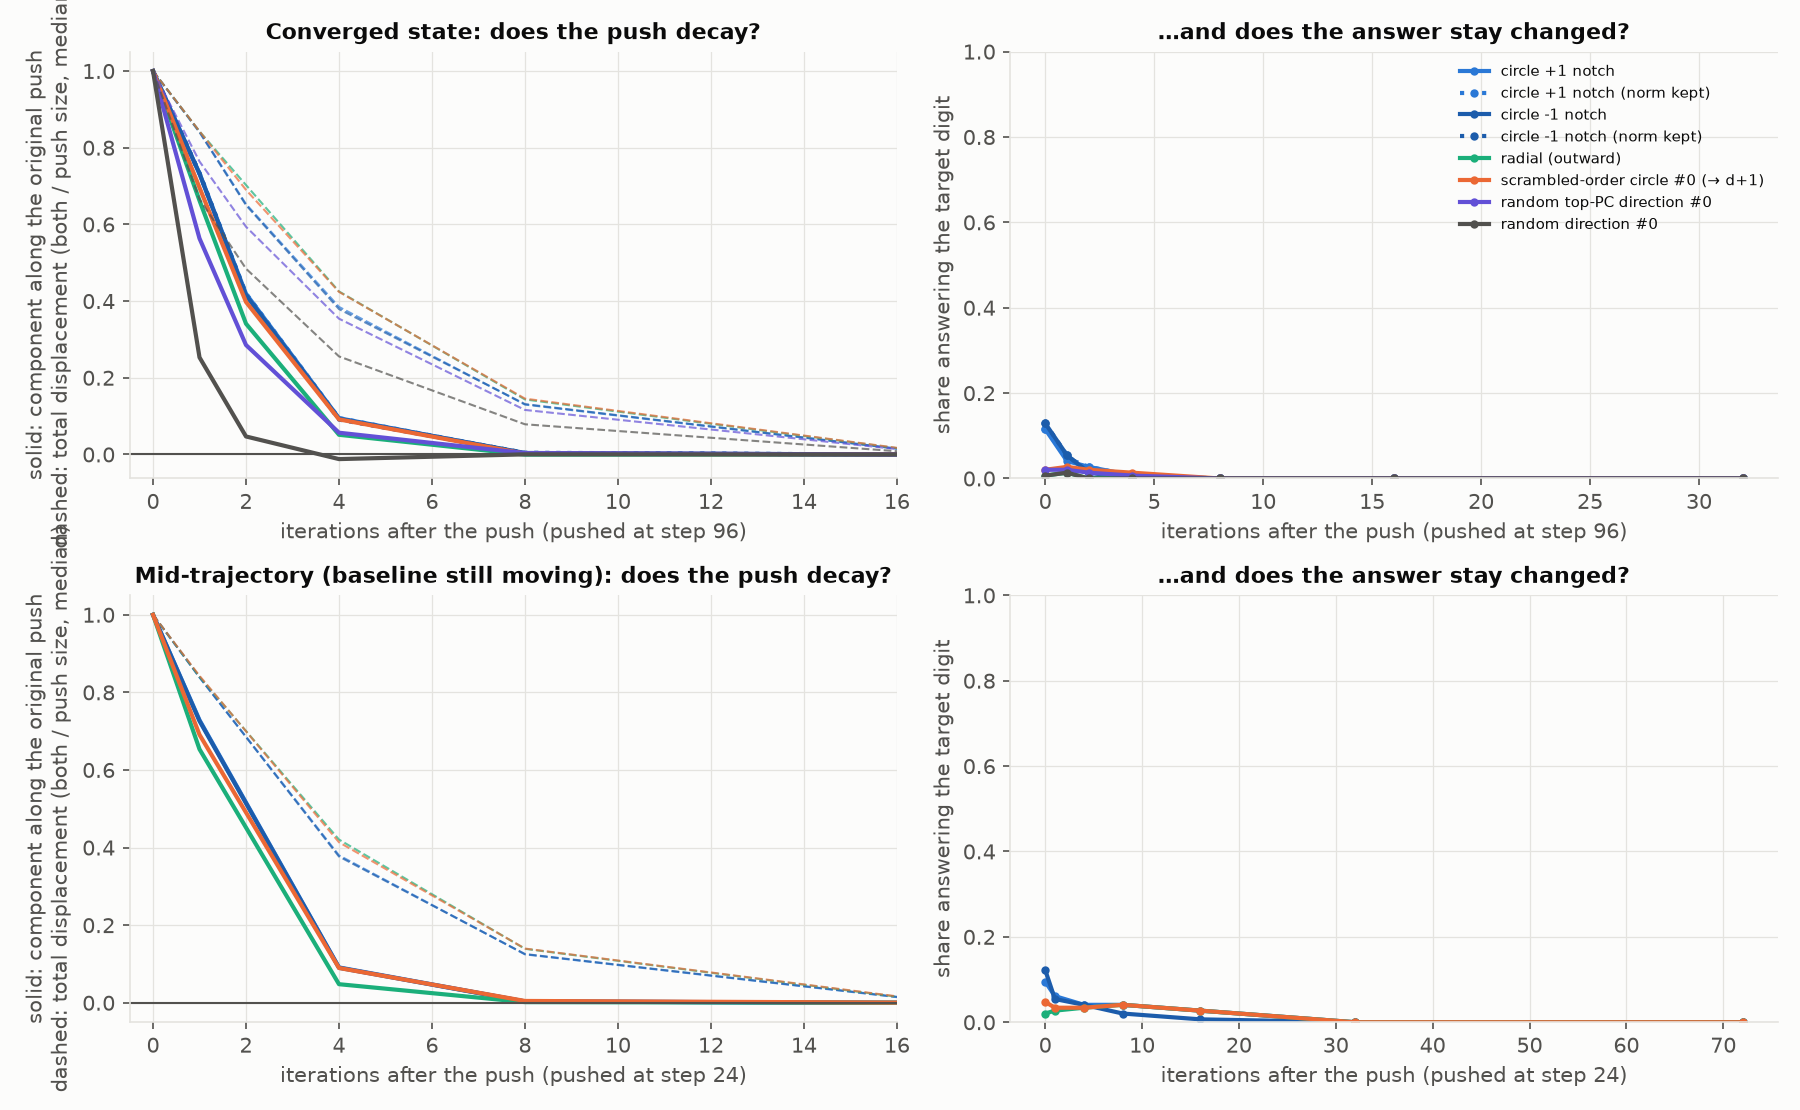 Converged state: does the push decay?
solid: component along the original push
dashed: total displacement (both / push size, median)
1.0
0.8
0.6
0.4
0.2
0.0
0 2 4 6 8 10 12 14 16
iterations after the push (pushed at step 96)
...and does the answer stay changed?
share answering the target digit
1.0
0.8
0.6
0.4
0.2
0.0
circle +1 notch
circle +1 notch (norm kept)
circle -1 notch
circle -1 notch (norm kept)
radial (outward)
scrambled-order circle #0 (→ d+1)
random top-PC direction #0
random direction #0
0 5 10 15 20 25 30
iterations after the push (pushed at step 96)
Mid-trajectory (baseline still moving): does the push decay?
solid: component along the original push
dashed: total displacement (both / push size, median)
1.0
0.8
0.6
0.4
0.2
0.0
0 2 4 6 8 10 12 14 16
iterations after the push (pushed at step 24)
...and does the answer stay changed?
share answering the target digit
1.0
0.8
0.6
0.4
0.2
0.0
0 10 20 30 40 50 60 70
iterations after the push (pushed at step 24)